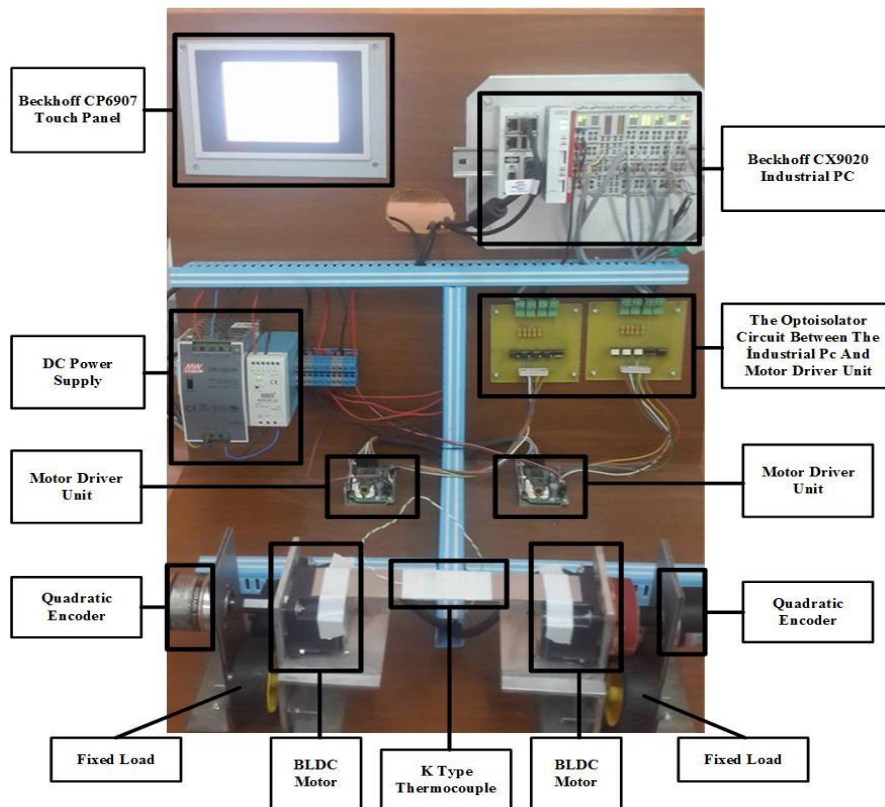 Beckhoff CP6907
Touch Panel
Beckhoff CX9020
Industrial PC
DC Power
Supply
The Optoisolator
Circuit Between The
İndustrial Pc And
Motor Driver Unit
Motor Driver
Unit
Motor Driver
Unit
Quadratic
Encoder
Quadratic
Encoder
Fixed Load
BLDC
Motor
K Type
Thermocouple
BLDC
Motor
Fixed Load